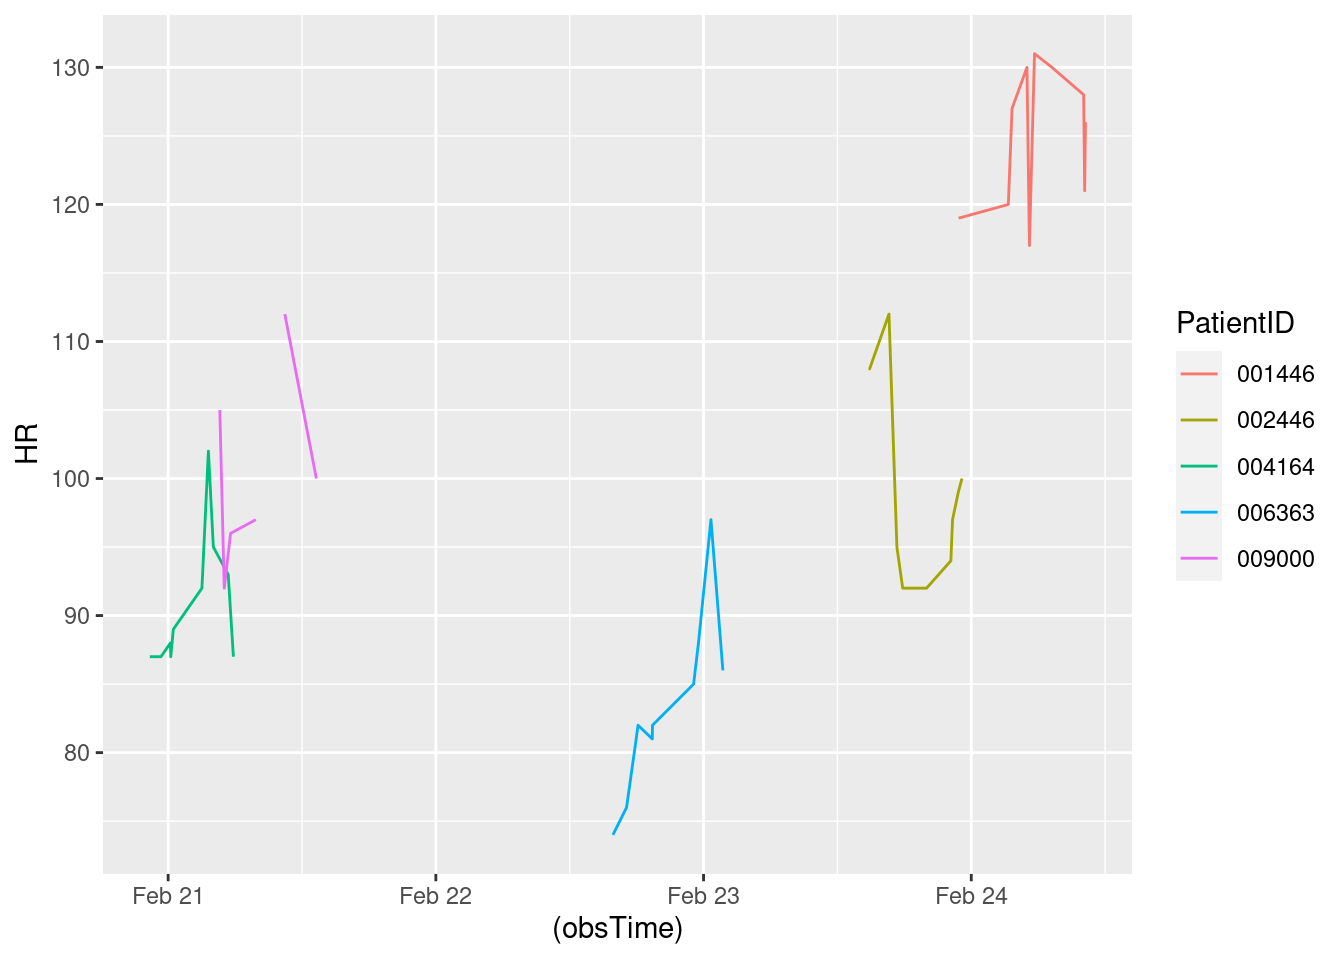 130
120
110
100
90
80
HR
Feb 21
Feb 22
Feb 23
Feb 24
(obsTime)
PatientID
001446
002446
004164
006363
009000